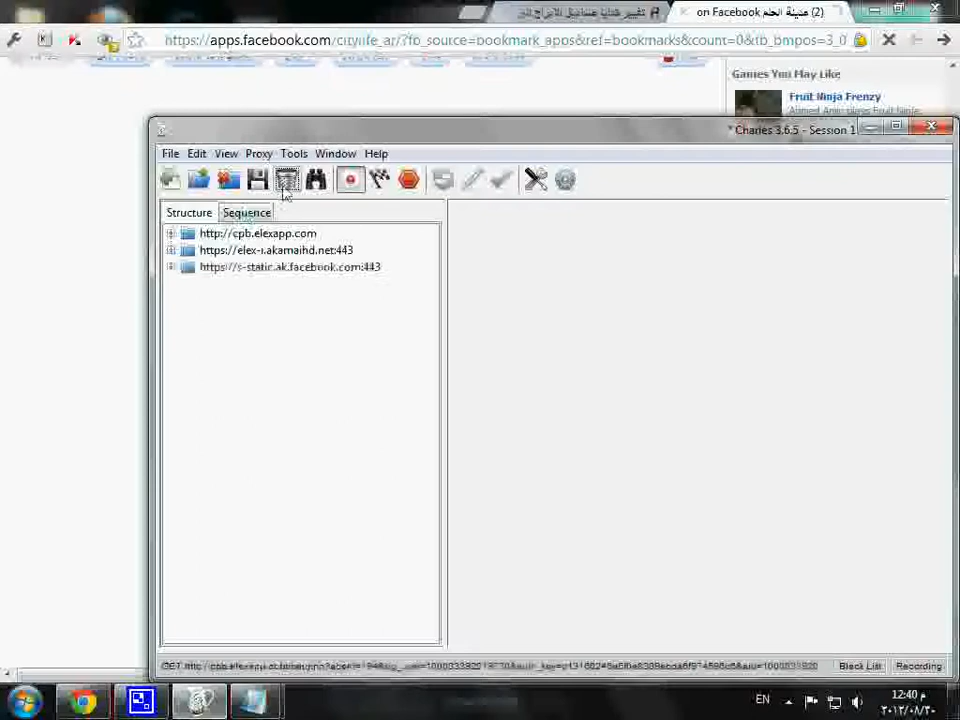 on Facebook مدينة الحلم (2)
https://apps.facebook.com/citylife_ar/?fb_source=bookmark_apps&ref=bookmarks&count=0&fb_bmpos=3_0
Games You May Like
Fruit Ninja Frenzy
* Charles 3.6.5 - Session 1
File Edit View Proxy Tools Window Help
Structure Sequence
http://cpb.elexapp.com
https://elex-i.akamaihd.net:443
https://s-static.ak.facebook.com:443
Black List Recording
EN
12:40 م
٢٠١٢/٠٨/٢٠